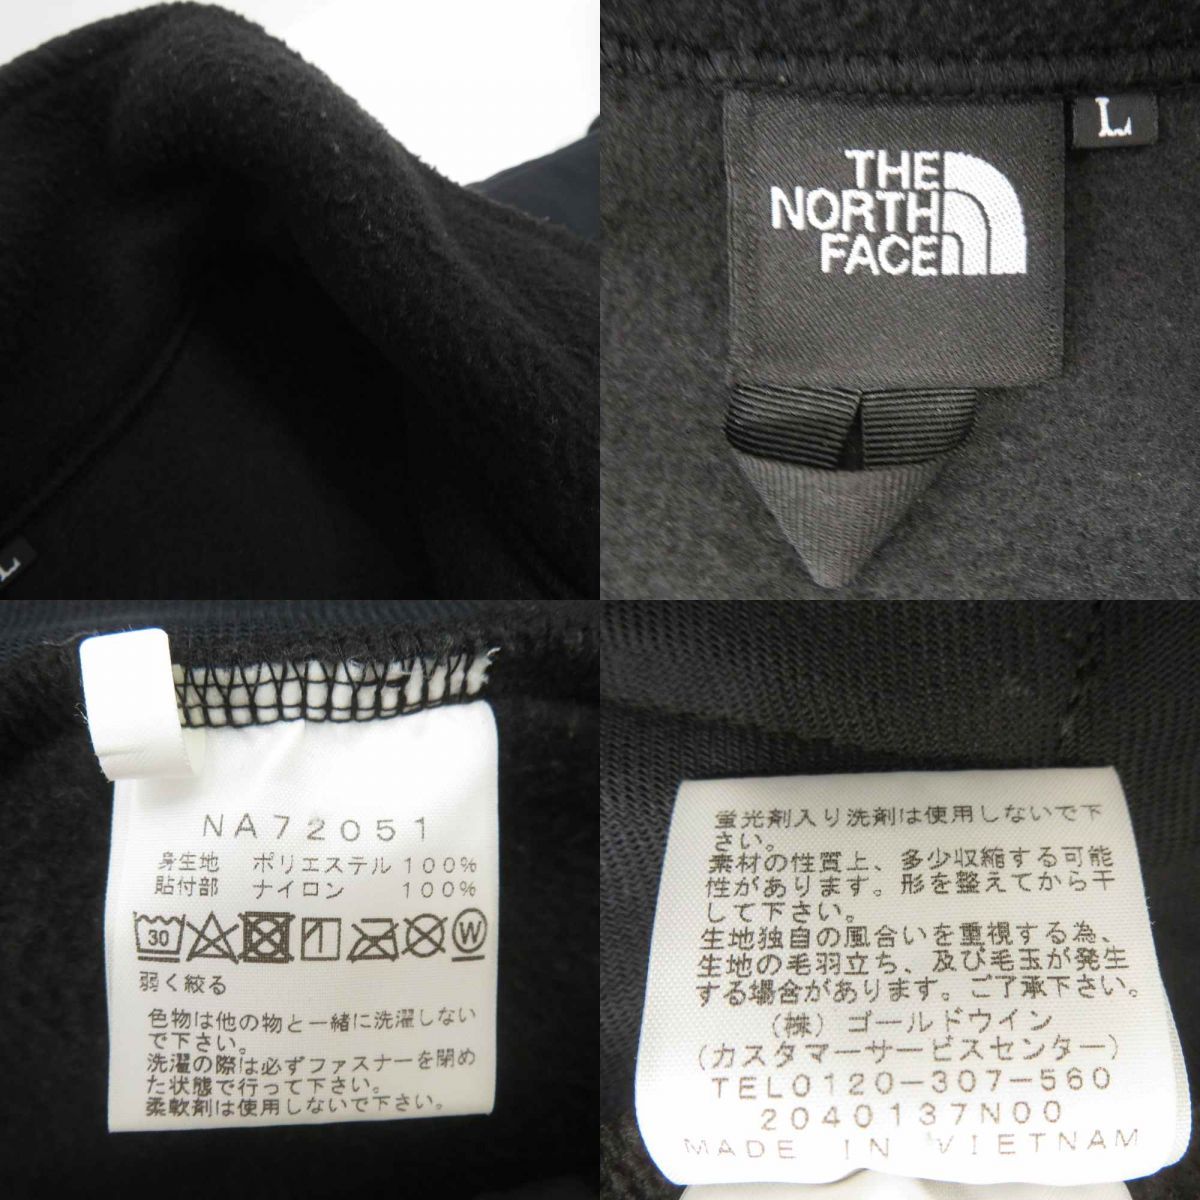 L
THE
NORTH
FACE
L
NA72051
身生地 ポリエステル 100%
貼付部 ナイロン 100%
30 W
弱く絞る
色物は他の物と一緒に洗濯しない
で下さい。
洗濯の際は必ずファスナーを閉め
た状態で行って下さい。
柔軟剤は使用しないで下さい。
蛍光剤入り洗剤は使用しないで下
さい。
素材の性質上、多少収縮する可能
性があります。形を整えてから干
して下さい。
生地独自の風合いを重視する為、
生地の毛羽立ち、及び毛玉が発生
する場合があります。ご了承下さい。
(株) ゴールドウイン
(カスタマーサービスセンター)
TEL0120-307-560
2040137N00
MADE IN VIETNAM